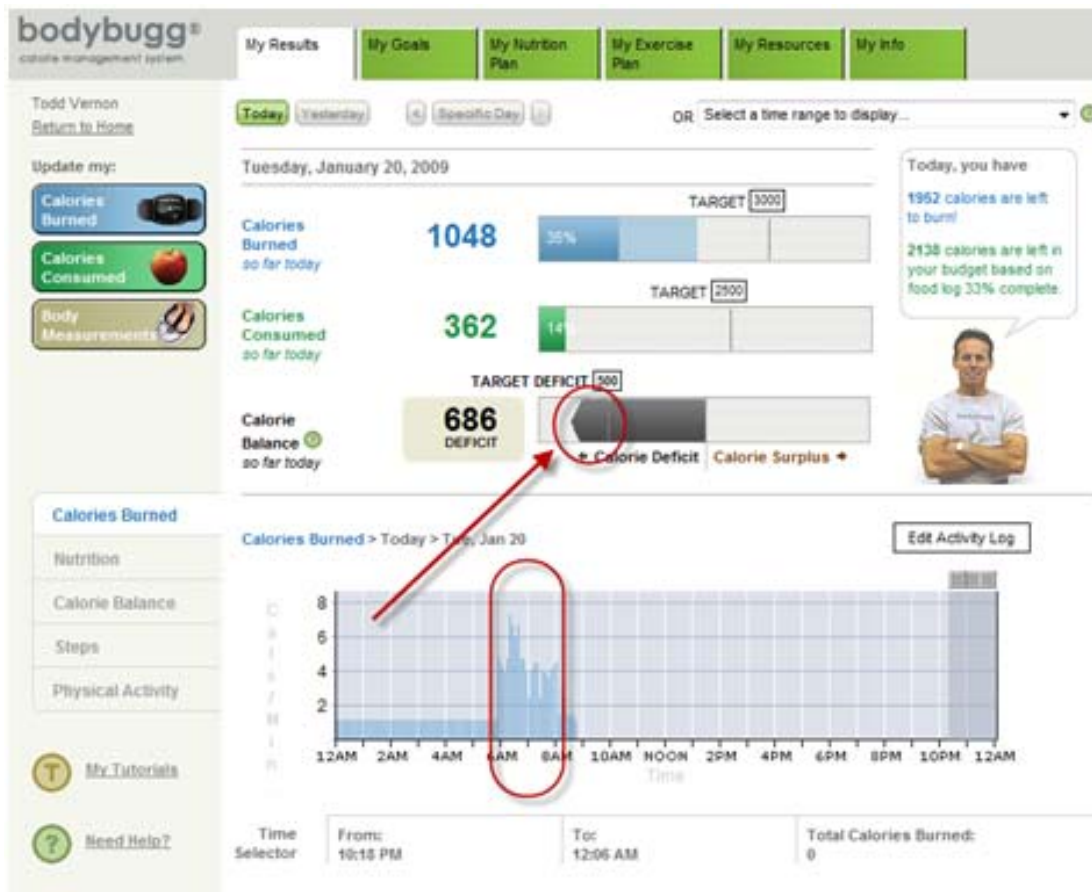 bodybugg®
calorie management system
My Results
My Goals
My Nutrition
Plan
My Exercise
Plan
My Resources
My Info
Todd Vernon
Return to Home
Today
Yesterday
<
Specific Day
>
OR
Select a time range to display...
Update my:
Calories
Burned
Calories
Consumed
Body
Measurements
Tuesday, January 20, 2009
TARGET 3000
Calories
Burned
so far today
1048
35%
TARGET 2500
Calories
Consumed
so far today
362
14%
TARGET DEFICIT 500
Calorie
Balance
so far today
686
DEFICIT
Calorie Deficit
Calorie Surplus
Today, you have
1952 calories are left
to burn!
2138 calories are left in
your budget based on
food log 33% complete.
Calories Burned
Nutrition
Calorie Balance
Steps
Physical Activity
My Tutorials
? Need Help?
Calories Burned > Today > Tue, Jan 20
Edit Activity Log
Cals/Min
8
6
4
2
12AM 2AM 4AM 6AM 8AM 10AM NOON 2PM 4PM 6PM 8PM 10PM 12AM
Time
Time
Selector
From:
10:18 PM
To:
12:06 AM
Total Calories Burned:
0